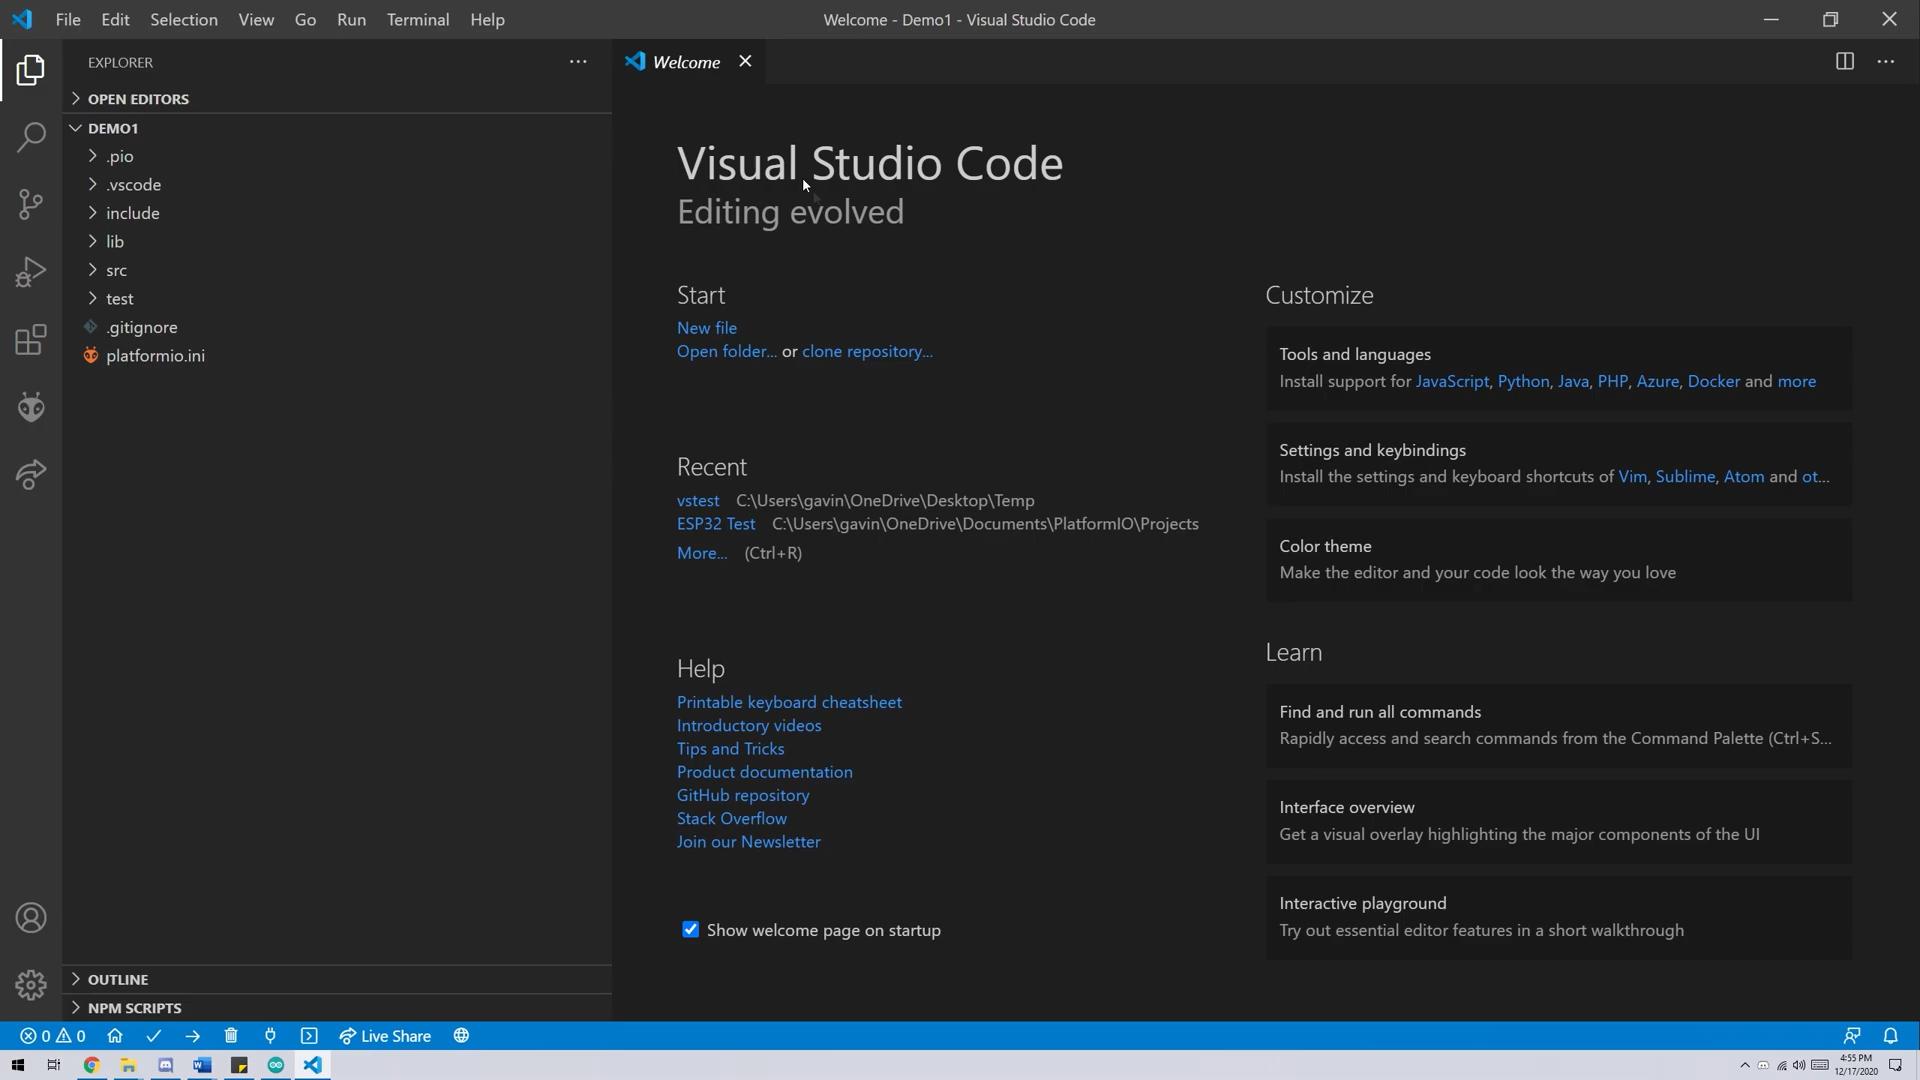 File Edit Selection View Go Run Terminal Help
Welcome - Demo1 - Visual Studio Code
EXPLORER
Welcome
OPEN EDITORS
DEMO1
.pio
.vscode
include
lib
src
test
.gitignore
platformio.ini
OUTLINE
NPM SCRIPTS
Visual Studio Code
Editing evolved
Start
New file
Open folder... or clone repository...
Recent
vstest C:\Users\gavin\OneDrive\Desktop\Temp
ESP32 Test C:\Users\gavin\OneDrive\Documents\PlatformIO\Projects
More... (Ctrl+R)
Help
Printable keyboard cheatsheet
Introductory videos
Tips and Tricks
Product documentation
GitHub repository
Stack Overflow
Join our Newsletter
Show welcome page on startup
Customize
Tools and languages
Install support for JavaScript, Python, Java, PHP, Azure, Docker and more
Settings and keybindings
Install the settings and keyboard shortcuts of Vim, Sublime, Atom and ot...
Color theme
Make the editor and your code look the way you love
Learn
Find and run all commands
Rapidly access and search commands from the Command Palette (Ctrl+S...
Interface overview
Get a visual overlay highlighting the major components of the UI
Interactive playground
Try out essential editor features in a short walkthrough
0 0 Live Share
4:55 PM
12/17/2020